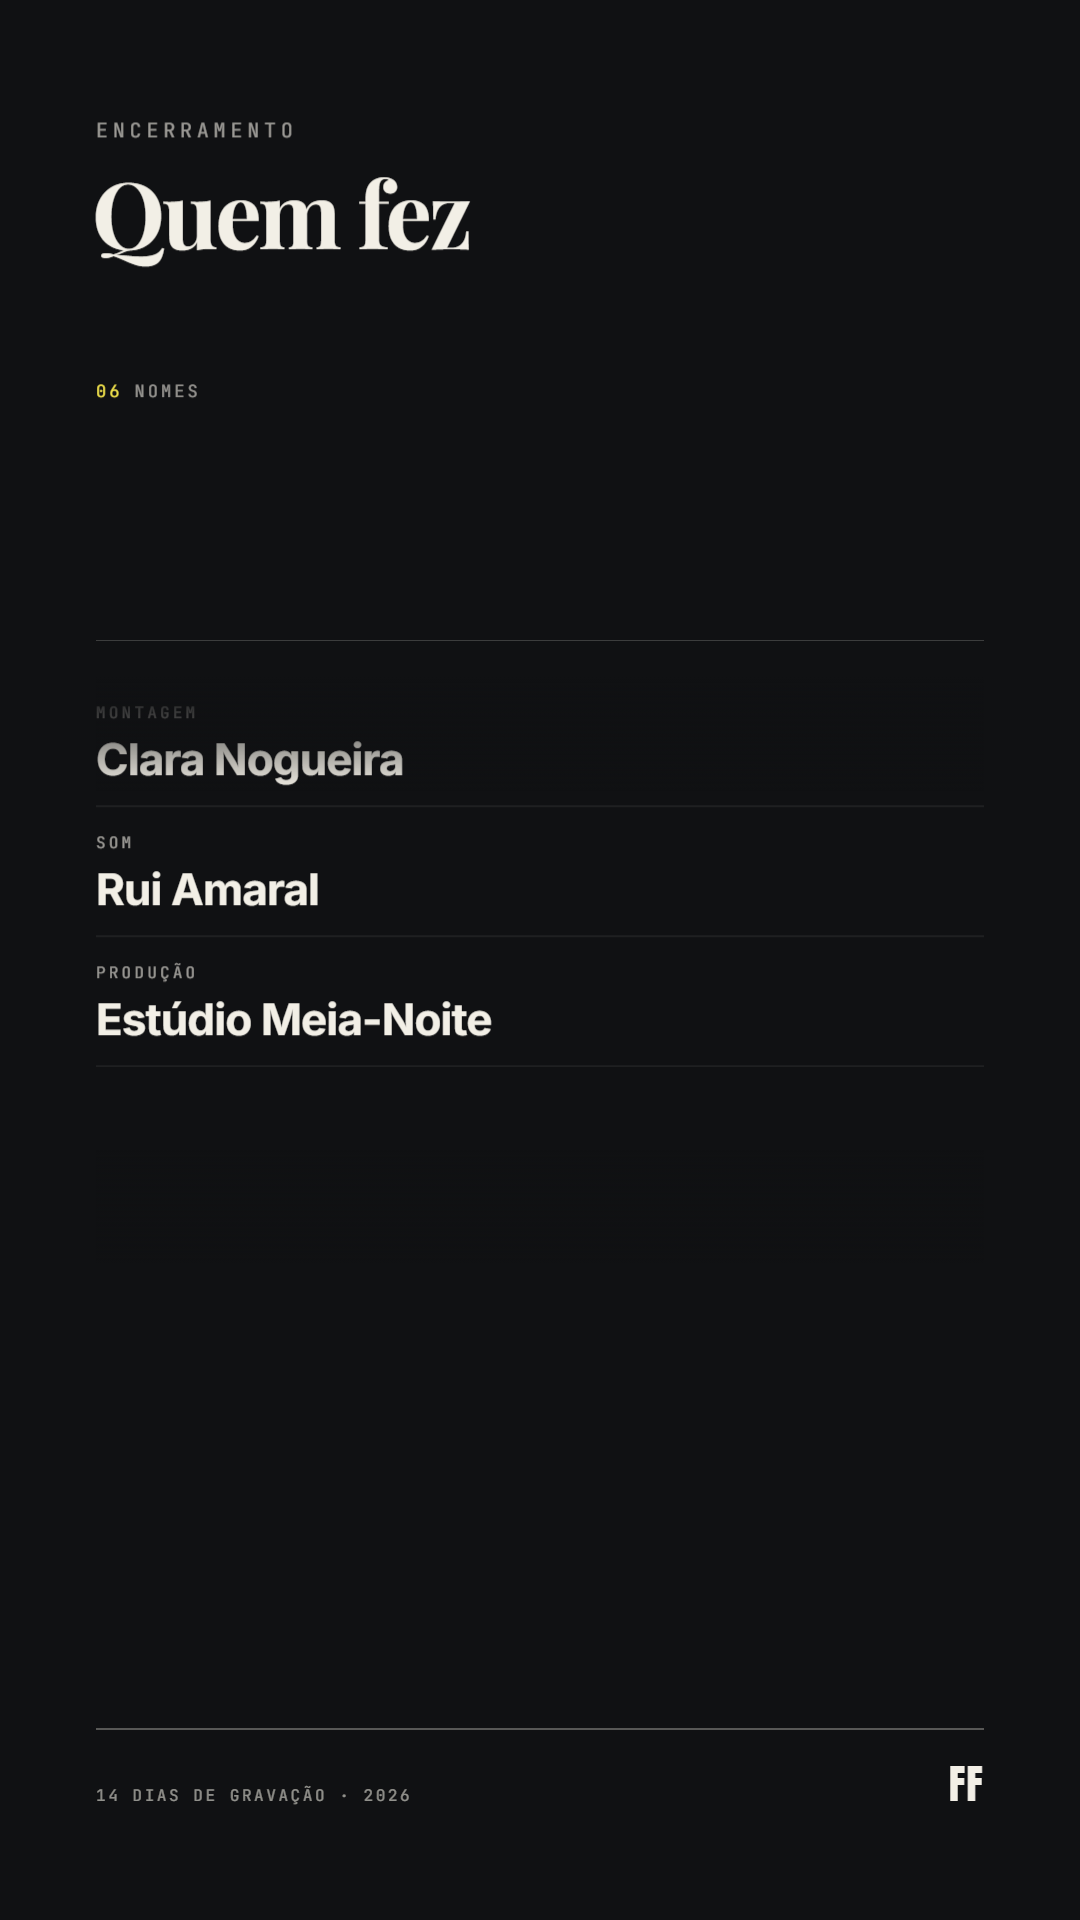 ENCERRAMENTO
Quem fez
06 NOMES
MONTAGEM
Clara Nogueira
SOM
Rui Amaral
PRODUÇÃO
Estúdio Meia-Noite
14 DIAS DE GRAVAÇÃO · 2026
FF